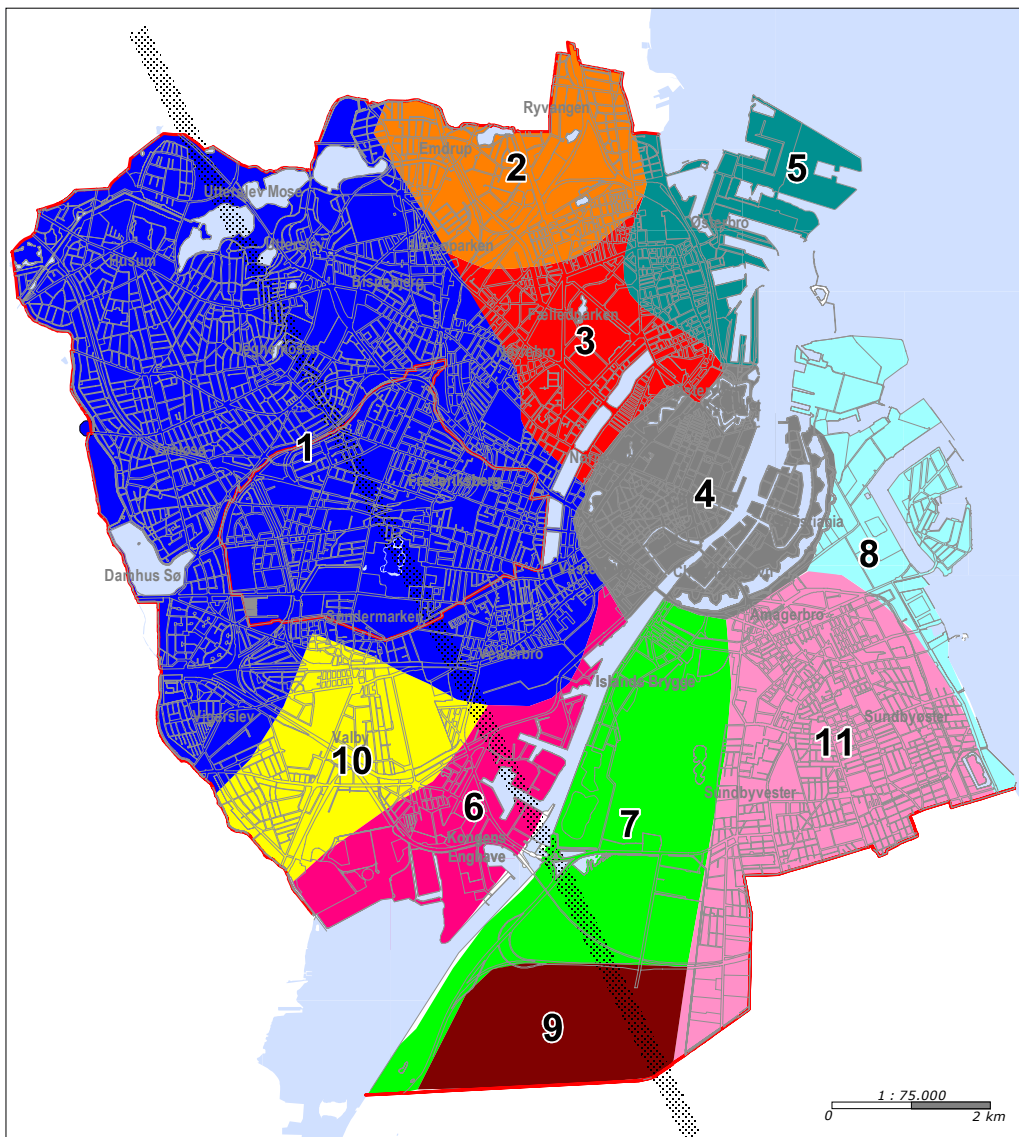 Ryvangen
Emdrup
2
5
Utterslev Mose
Østerbro
Utterslev
Husum
Bispebjerg
Fælledparken
3
1
Frederiksberg
4
8
Damhus Sø
Søndermarken
Amagerbro
Vesterbro
Islands Brygge
Vigerslev
Valby
10
Sundbyøster
11
Sundbyvester
6
7
Kongens
Enghave
9
1 : 75.000
0
2 km